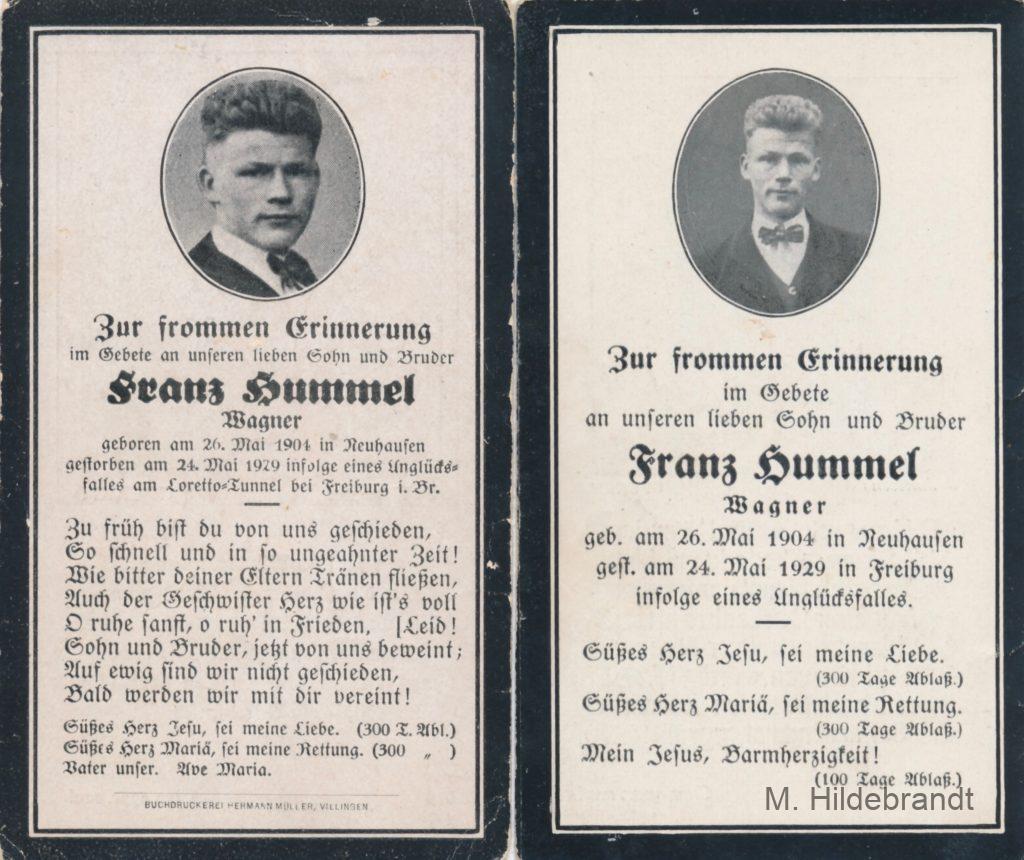 Zur frommen Erinnerung
im Gebete an unseren lieben Sohn und Bruder
Franz Hummel
Wagner
geboren am 26. Mai 1904 in Neuhausen
gestorben am 24. Mai 1929 infolge eines Unglücks-
falles am Loretto-Tunnel bei Freiburg i. Br.
Zu früh bist du von uns geschieden,
So schnell und in so ungeahnter Zeit!
Wie bitter deiner Eltern Tränen fließen,
Auch der Geschwister Herz wie ist's voll
O ruhe sanft, o ruh' in Frieden, [Leid!
Sohn und Bruder, jetzt von uns beweint;
Auf ewig sind wir nicht geschieden,
Bald werden wir mit dir vereint!
Süßes Herz Jesu, sei meine Liebe. (300 T. Abl.)
Süßes Herz Mariä, sei meine Rettung. (300 „ )
Vater unser. Ave Maria.
BUCHDRUCKEREI HERMANN MÜLLER, VILLINGEN
Zur frommen Erinnerung
im Gebete
an unseren lieben Sohn und Bruder
Franz Hummel
Wagner
geb. am 26. Mai 1904 in Neuhausen
gest. am 24. Mai 1929 in Freiburg
infolge eines Unglücksfalles.
Süßes Herz Jesu, sei meine Liebe.
(300 Tage Ablaß.)
Süßes Herz Mariä, sei meine Rettung.
(300 Tage Ablaß.)
Mein Jesus, Barmherzigkeit!
(100 Tage Ablaß.)
M. Hildebrandt